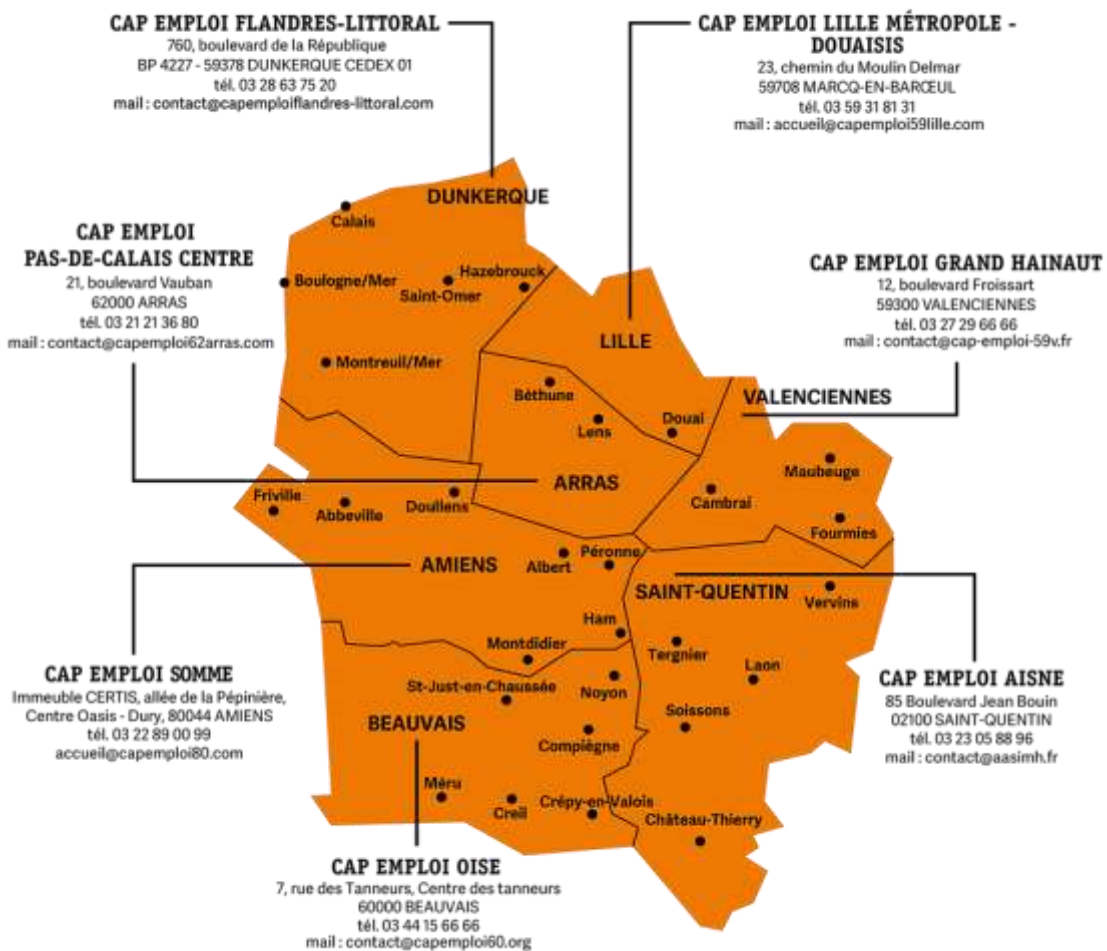 CAP EMPLOI FLANDRES-LITTORAL
760, boulevard de la République
BP 4227 - 59378 DUNKERQUE CEDEX 01
tél. 03 28 63 75 20
mail : contact@capemploiflandres-littoral.com
CAP EMPLOI LILLE MÉTROPOLE -
DOUAISIS
23, chemin du Moulin Delmar
59708 MARCQ-EN-BARŒUL
tél. 03 59 31 81 31
mail : accueil@capemploi59lille.com
CAP EMPLOI
PAS-DE-CALAIS CENTRE
21, boulevard Vauban
62000 ARRAS
tél. 03 21 21 36 80
mail : contact@capemploi62arras.com
CAP EMPLOI GRAND HAINAUT
12, boulevard Froissart
59300 VALENCIENNES
tél. 03 27 29 66 66
mail : contact@cap-emploi-59v.fr
DUNKERQUE
Calais
Boulogne/Mer
Saint-Omer
Hazebrouck
Montreuil/Mer
LILLE
Béthune
Lens
Douai
VALENCIENNES
ARRAS
Maubeuge
Cambrai
Fourmies
Friville
Abbeville
Doullens
AMIENS
Albert
Péronne
SAINT-QUENTIN
Vervins
Ham
Montdidier
Tergnier
Laon
St-Just-en-Chaussée
Noyon
BEAUVAIS
Soissons
Compiègne
Méru
Creil
Crépy-en-Valois
Château-Thierry
CAP EMPLOI SOMME
Immeuble CERTIS, allée de la Pépinière,
Centre Oasis - Dury, 80044 AMIENS
tél. 03 22 89 00 99
accueil@capemploi80.com
CAP EMPLOI AISNE
85 Boulevard Jean Bouin
02100 SAINT-QUENTIN
tél. 03 23 05 88 96
mail : contact@aasimh.fr
CAP EMPLOI OISE
7, rue des Tanneurs, Centre des tanneurs
60000 BEAUVAIS
tél. 03 44 15 66 66
mail : contact@capemploi60.org